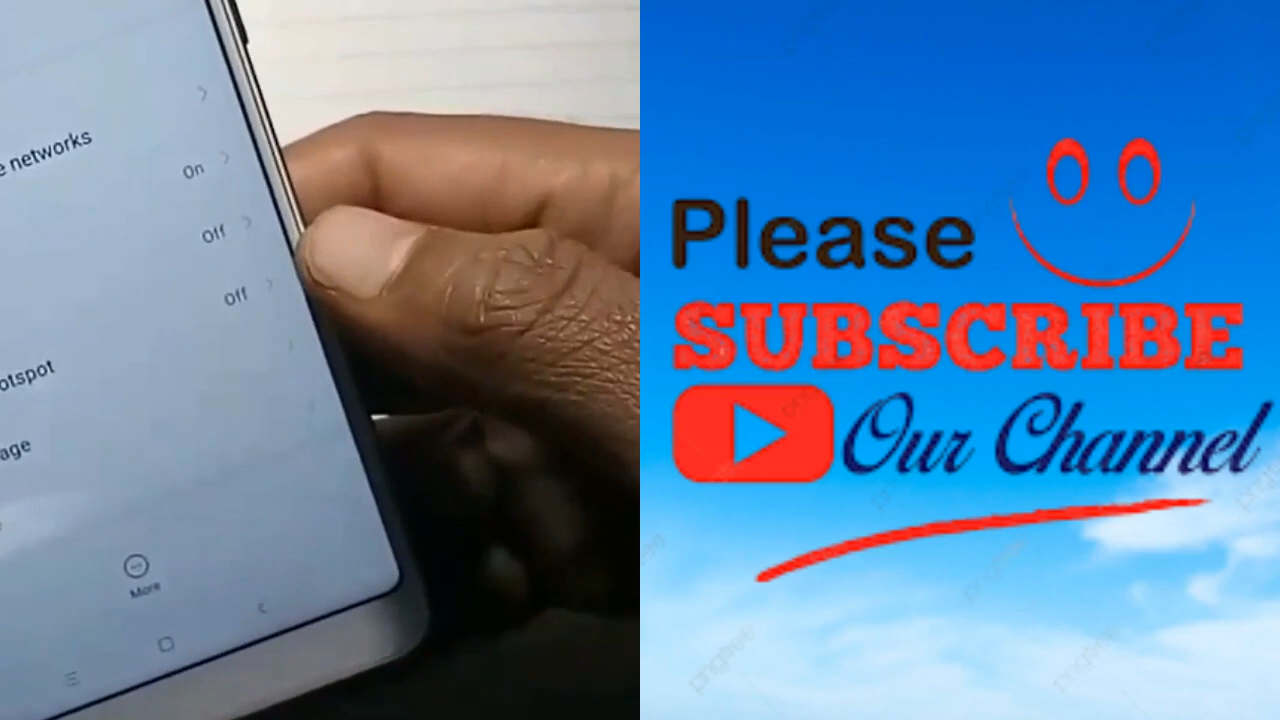 e networks
On
Off
Off
otspot
age
More
Please
SUBSCRIBE
Our Channel